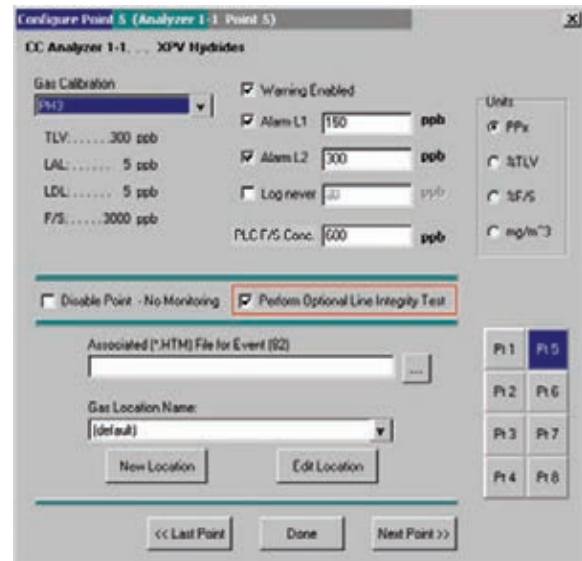 Configure Point 5 (Analyzer 1-1 Point 5)
CC Analyzer 1-1. . . XPV Hydrides
Gas Calibration
PH3
TLV:.......300 ppb
LAL:....... 5 ppb
LDL:....... 5 ppb
F/S:......3000 ppb
Warning Enabled
Alarm L1 150 ppb
Alarm L2 300 ppb
Log never ppb
PLC F/S Conc. 600 ppb
Units
PPx
%TLV
%F/S
mg/m^3
Disable Point - No Monitoring
Perform Optional Line Integrity Test
Associated (*.HTM) File for Event (82)
...
Gas Location Name:
(default)
New Location
Edit Location
Pt 1 Pt 5
Pt 2 Pt 6
Pt 3 Pt 7
Pt 4 Pt 8
<< Last Point
Done
Next Point >>